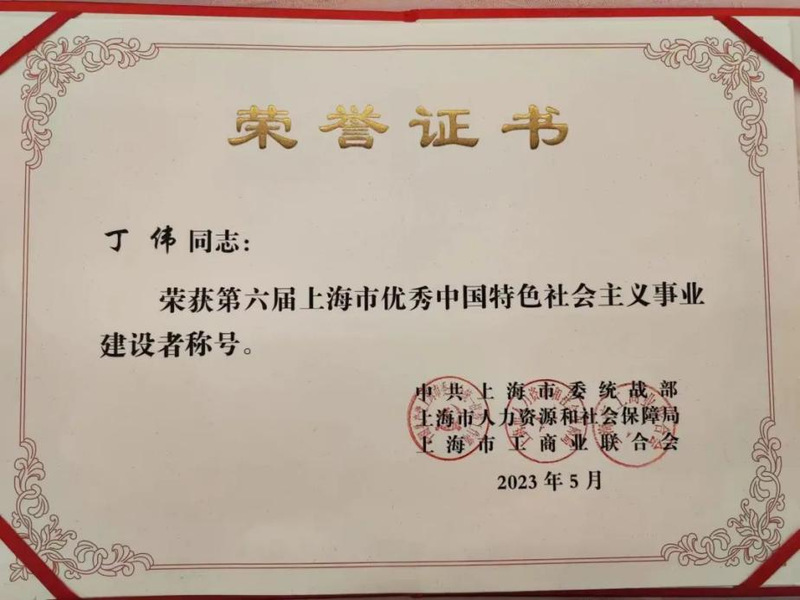 荣誉证书
丁伟同志：
荣获第六届上海市优秀中国特色社会主义事业
建设者称号。
中共上海市委统战部
上海市人力资源和社会保障局
上海市工商业联合会
2023年5月